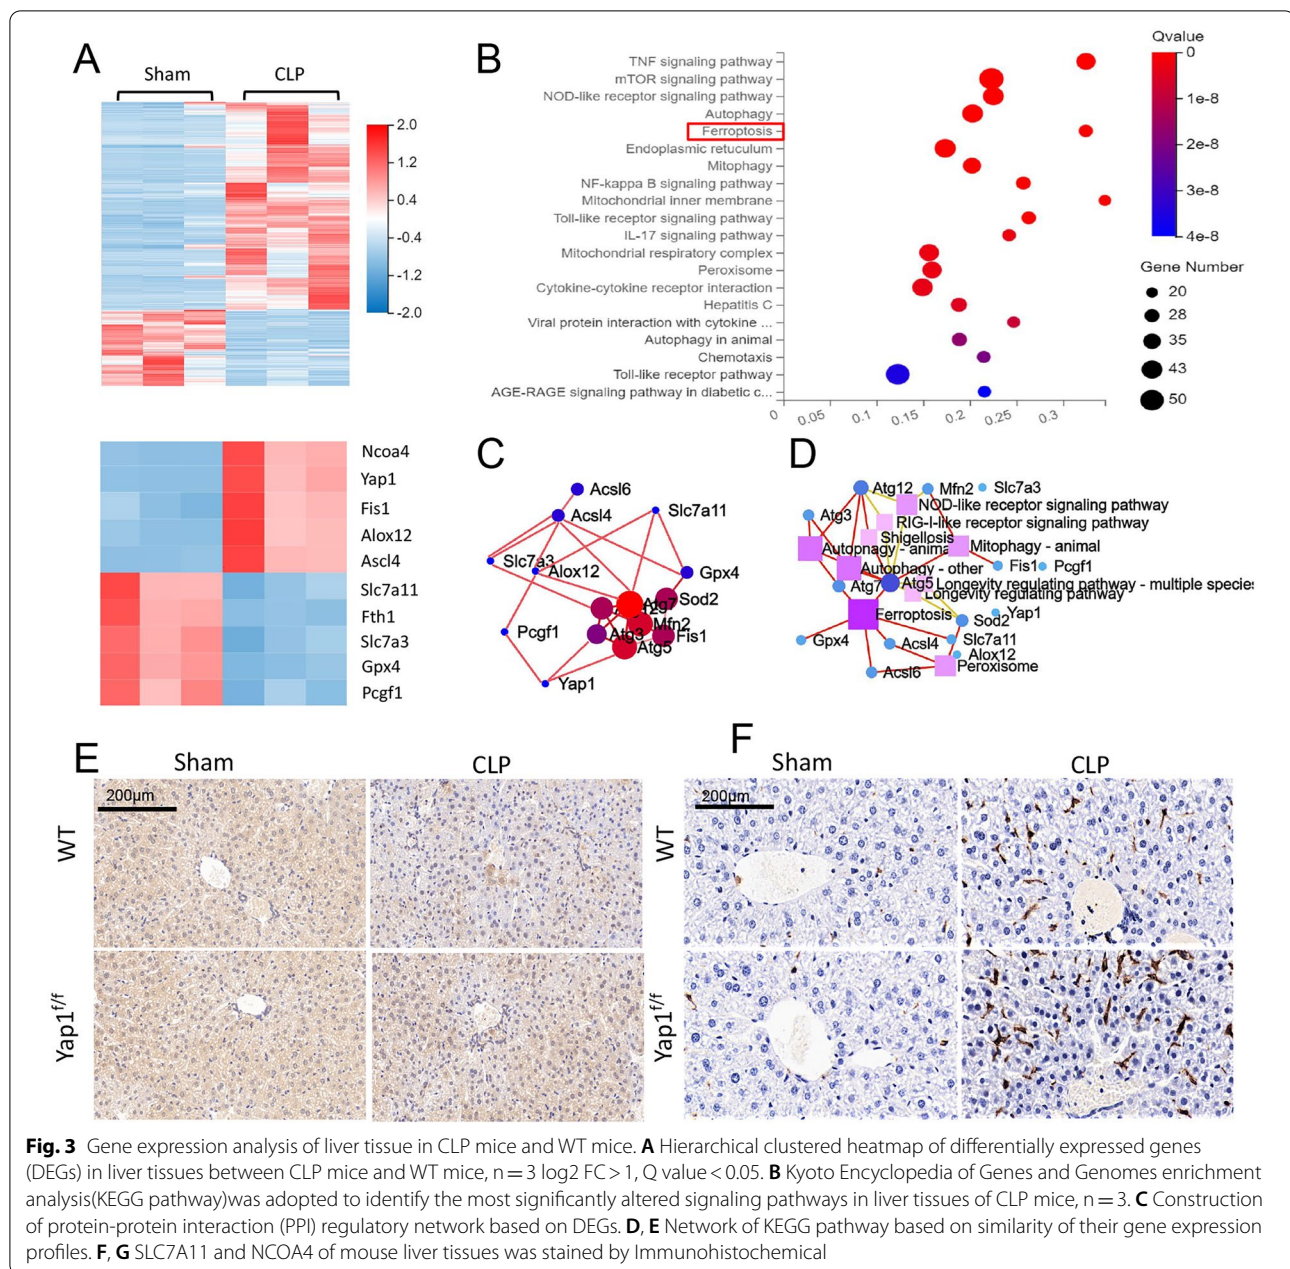 A
Sham
CLP
2.0
1.2
0.4
-0.4
-1.2
-2.0
Ncoa4
Yap1
Fis1
Alox12
Ascl4
Slc7a11
Fth1
Slc7a3
Gpx4
Pcgf1
B
TNF signaling pathway
mTOR signaling pathway
NOD-like receptor signaling pathway
Autophagy
Ferroptosis
Endoplasmic retuculum
Mitophagy
NF-kappa B signaling pathway
Mitochondrial inner membrane
Toll-like receptor signaling pathway
IL-17 signaling pathway
Mitochondrial respiratory complex
Peroxisome
Cytokine-cytokine receptor interaction
Hepatitis C
Viral protein interaction with cytokine ...
Autophagy in animal
Chemotaxis
Toll-like receptor pathway
AGE-RAGE signaling pathway in diabetic c...
0
0.05
0.1
0.15
0.2
0.25
0.3
Qvalue
0
1e-8
2e-8
3e-8
4e-8
Gene Number
20
28
35
43
50
C
Acsl6
Acsl4
Slc7a11
Slc7a3
Alox12
Gpx4
Atg7
Sod2
Mfn2
Atg3
Fis1
Atg5
Pcgf1
Yap1
D
Atg12
Mfn2
Slc7a3
NOD-like receptor signaling pathway
Atg3
RIG-I-like receptor signaling pathway
Shigellosis
Autophagy - animal
Mitophagy - animal
Autophagy - other
Fis1
Pcgf1
Atg7
Atg5
Longevity regulating pathway - multiple species
Longevity regulating pathway
Ferroptosis
Yap1
Sod2
Gpx4
Acsl4
Slc7a11
Alox12
Acsl6
Peroxisome
E
Sham
CLP
WT
200μm
Yap1f/f
F
Sham
CLP
WT
200μm
Yap1f/f
Fig. 3 Gene expression analysis of liver tissue in CLP mice and WT mice. A Hierarchical clustered heatmap of differentially expressed genes
(DEGs) in liver tissues between CLP mice and WT mice, n = 3 log2 FC > 1, Q value < 0.05. B Kyoto Encyclopedia of Genes and Genomes enrichment
analysis(KEGG pathway)was adopted to identify the most significantly altered signaling pathways in liver tissues of CLP mice, n = 3. C Construction
of protein-protein interaction (PPI) regulatory network based on DEGs. D, E Network of KEGG pathway based on similarity of their gene expression
profiles. F, G SLC7A11 and NCOA4 of mouse liver tissues was stained by Immunohistochemical